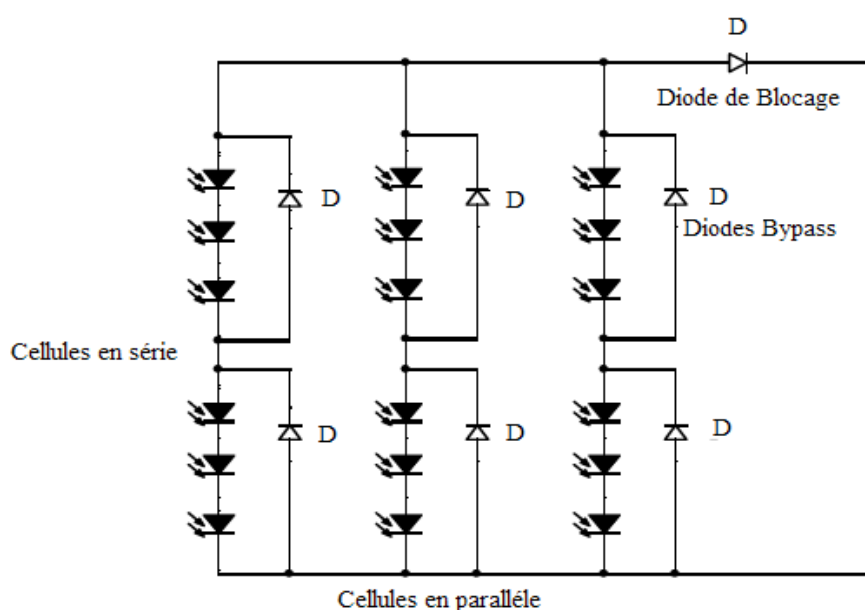 D
Diode de Blocage
D
D
D
Diodes Bypass
Cellules en série
D
D
D
Cellules en paralléle